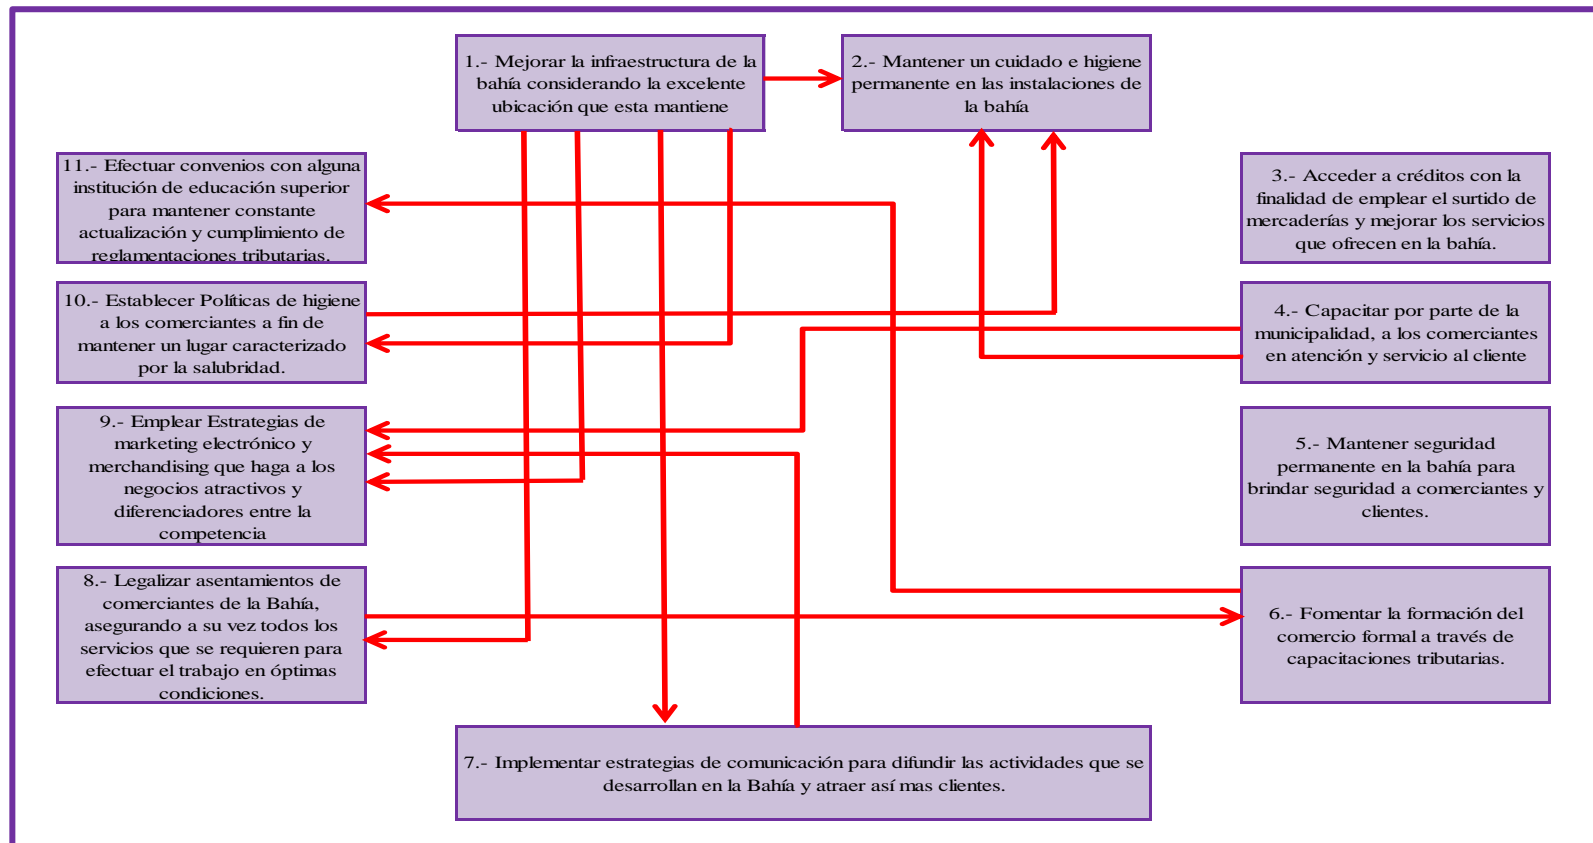 1.- Mejorar la infraestructura de la
bahía considerando la excelente
ubicación que esta mantiene
2.- Mantener un cuidado e higiene
permanente en las instalaciones de
la bahía
11.- Efectuar convenios con alguna
institución de educación superior
para mantener constante
actualización y cumplimiento de
reglamentaciones tributarias.
3.- Acceder a créditos con la
finalidad de emplear el surtido de
mercaderías y mejorar los servicios
que ofrecen en la bahía.
10.- Establecer Políticas de higiene
a los comerciantes a fin de
mantener un lugar caracterizado
por la salubridad.
4.- Capacitar por parte de la
municipalidad, a los comerciantes
en atención y servicio al cliente
9.- Emplear Estrategias de
marketing electrónico y
merchandising que haga a los
negocios atractivos y
diferenciadores entre la
competencia
5.- Mantener seguridad
permanente en la bahía para
brindar seguridad a comerciantes y
clientes.
8.- Legalizar asentamientos de
comerciantes de la Bahía,
asegurando a su vez todos los
servicios que se requieren para
efectuar el trabajo en óptimas
condiciones.
6.- Fomentar la formación del
comercio formal a través de
capacitaciones tributarias.
7.- Implementar estrategias de comunicación para difundir las actividades que se
desarrollan en la Bahía y atraer así mas clientes.